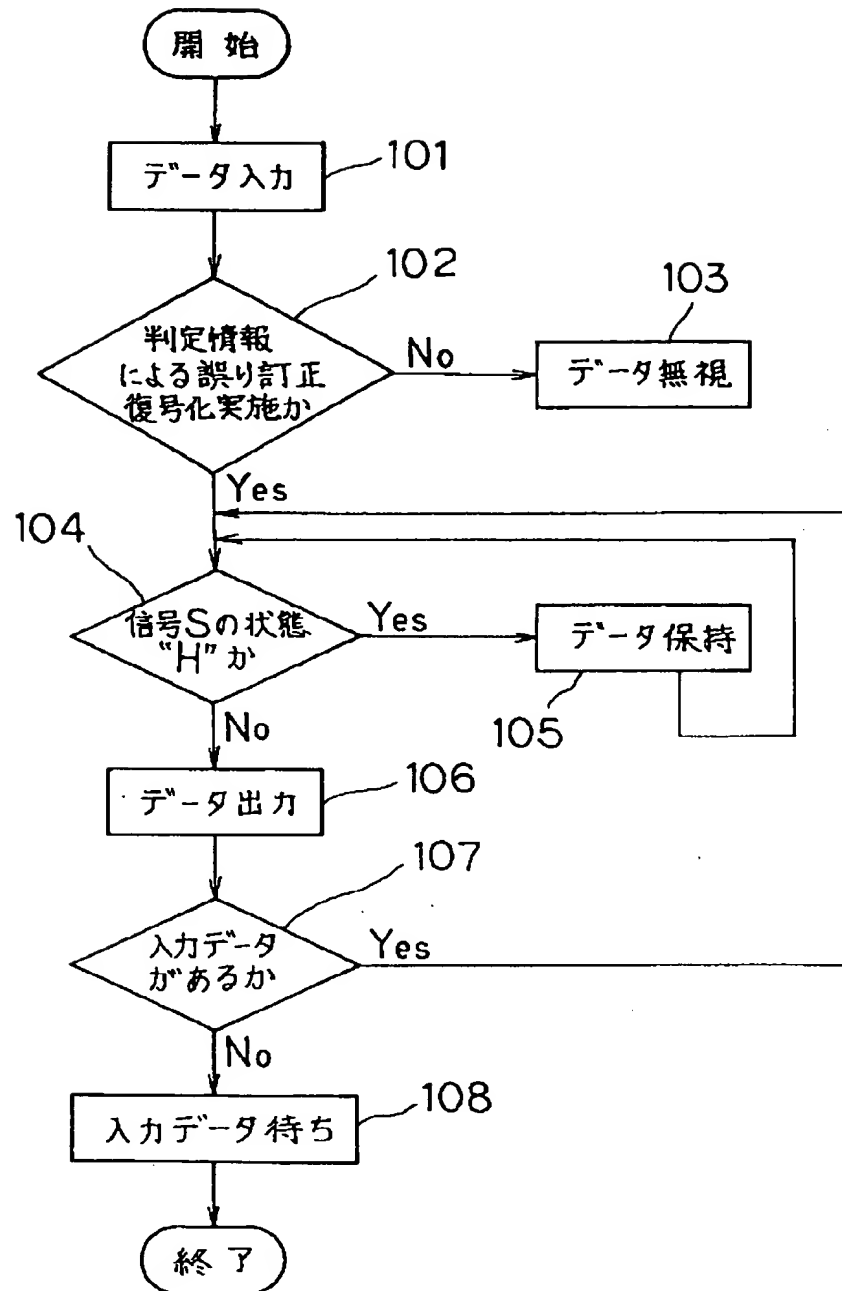 開始
データ入力
101
102
判定情報
による誤り訂正
復号化実施か
No
103
データ無視
Yes
104
信号Sの状態
"H"か
Yes
データ保持
105
No
データ出力
106
107
入力データ
があるか
Yes
No
入力データ待ち
108
終了